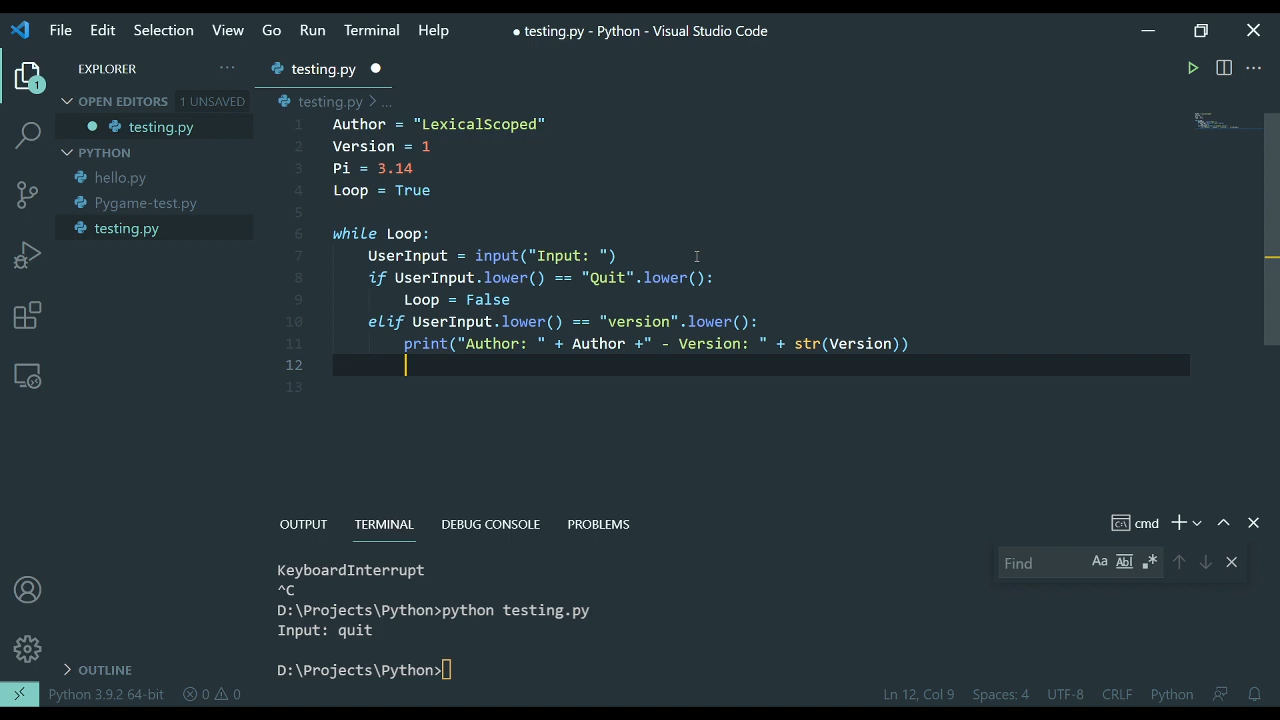 File Edit Selection View Go Run Terminal Help ● testing.py - Python - Visual Studio Code
EXPLORER ··· testing.py ●
OPEN EDITORS 1 UNSAVED
testing.py > ...
● testing.py
PYTHON
hello.py
Pygame-test.py
testing.py
1 Author = "LexicalScoped"
2 Version = 1
3 Pi = 3.14
4 Loop = True
5
6 while Loop:
7     UserInput = input("Input: ")
8     if UserInput.lower() == "Quit".lower():
9         Loop = False
10     elif UserInput.lower() == "version".lower():
11         print("Author: " + Author +" - Version: " + str(Version))
12
13
OUTPUT TERMINAL DEBUG CONSOLE PROBLEMS cmd
Find Aa Abl .*
KeyboardInterrupt
^C
D:\Projects\Python>python testing.py
Input: quit
D:\Projects\Python>
OUTLINE
Python 3.9.2 64-bit 0 0 Ln 12, Col 9 Spaces: 4 UTF-8 CRLF Python
1